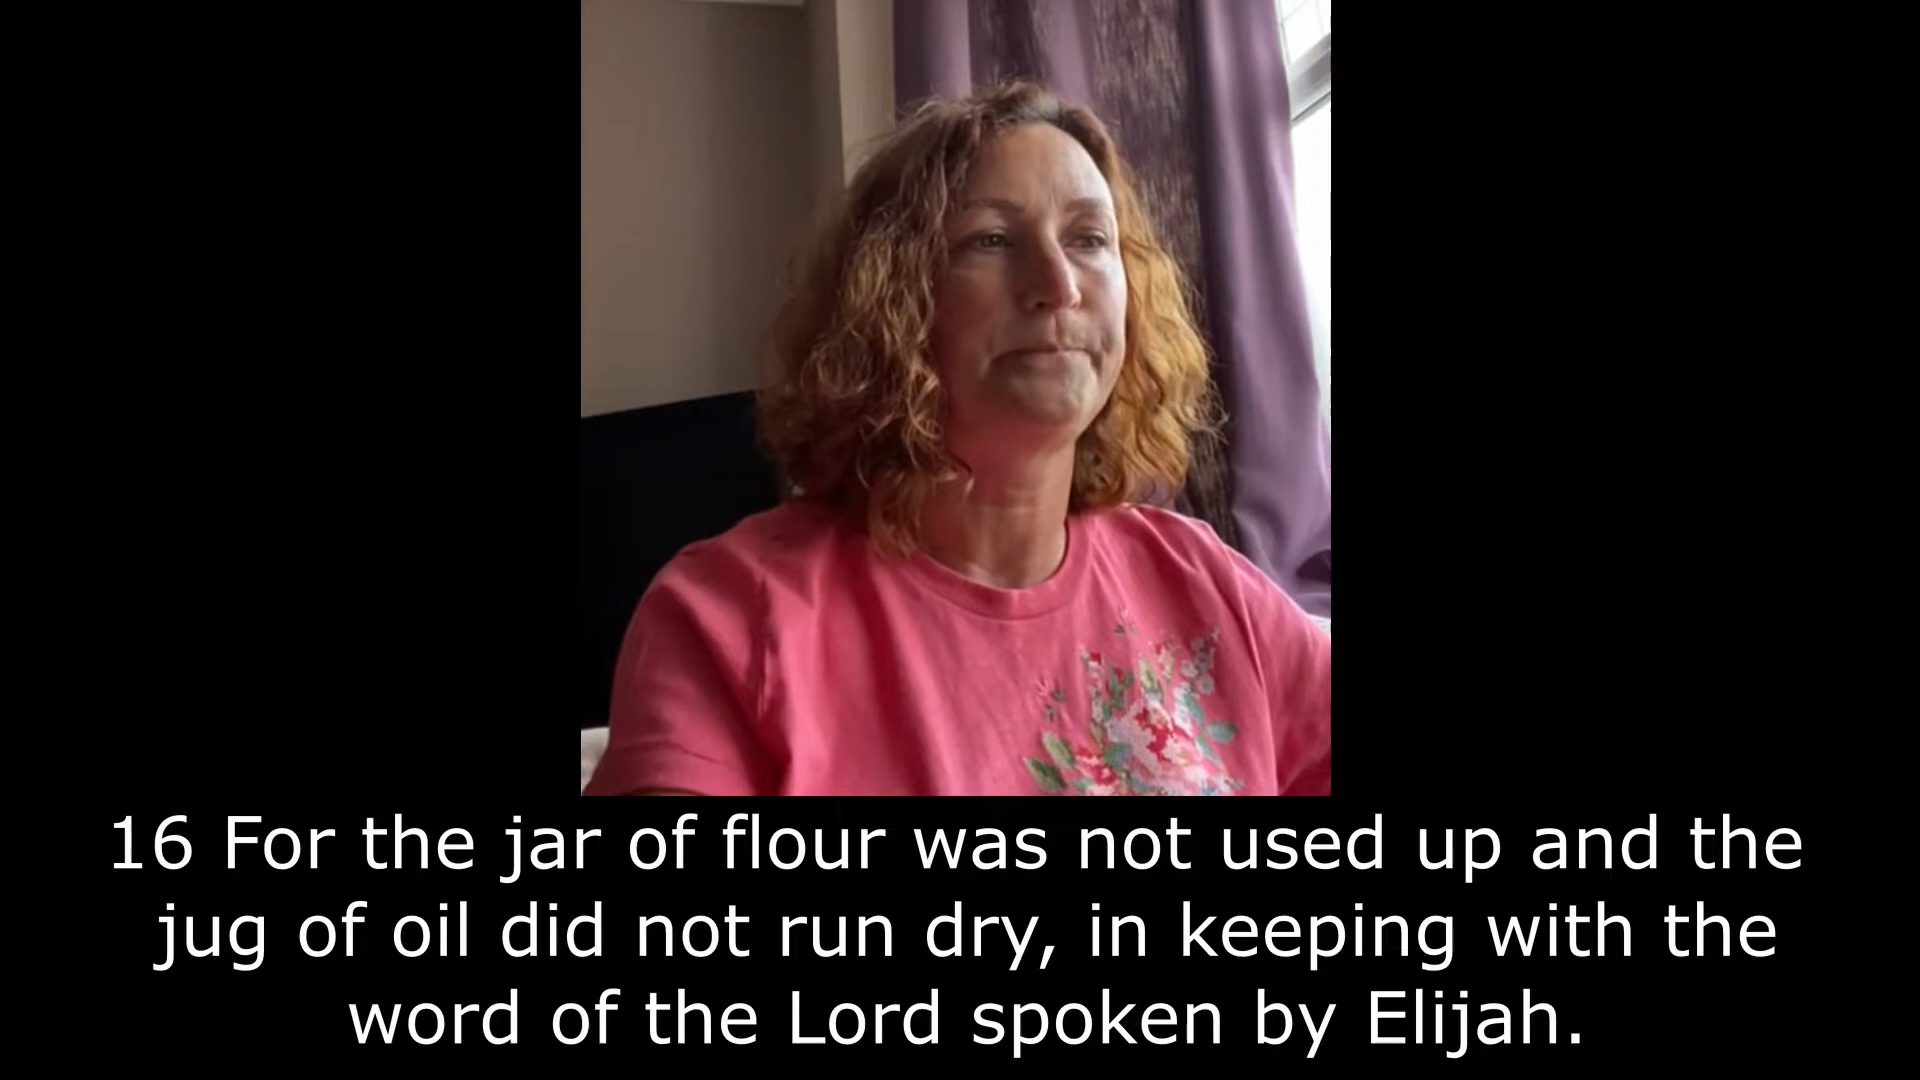 16 For the jar of flour was not used up and the
jug of oil did not run dry, in keeping with the
word of the Lord spoken by Elijah.